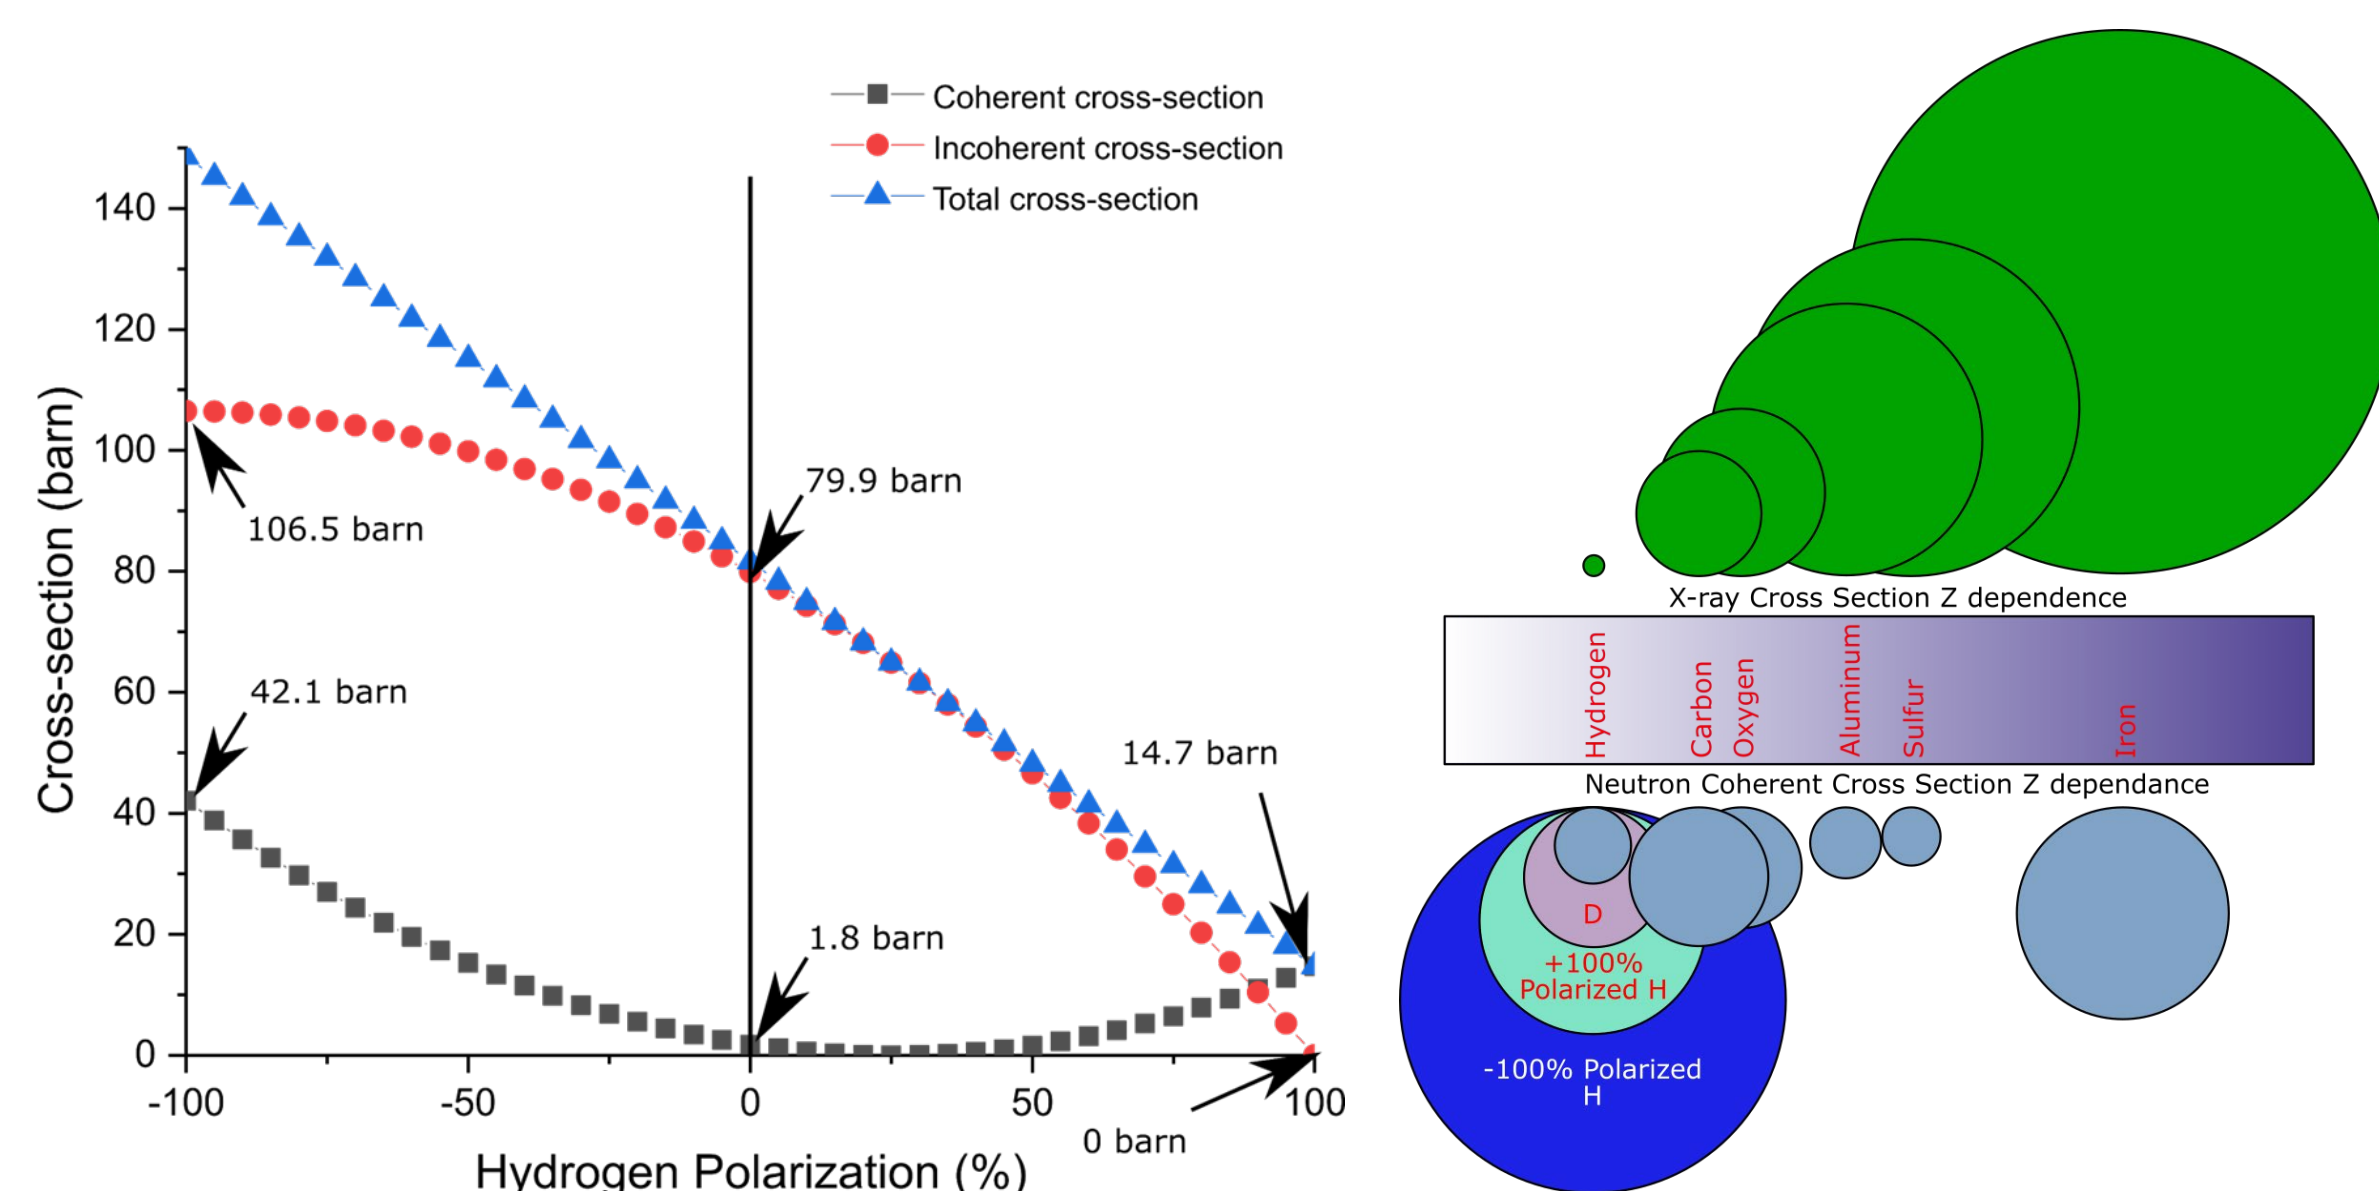 Coherent cross-section
Incoherent cross-section
Total cross-section
140
120
100
80
60
40
20
0
Cross-section (barn)
-100
-50
0
50
100
Hydrogen Polarization (%)
106.5 barn
79.9 barn
42.1 barn
1.8 barn
14.7 barn
0 barn
X-ray Cross Section Z dependence
Hydrogen
Carbon
Oxygen
Aluminum
Sulfur
Iron
Neutron Coherent Cross Section Z dependance
D
+100%
Polarized H
-100% Polarized
H